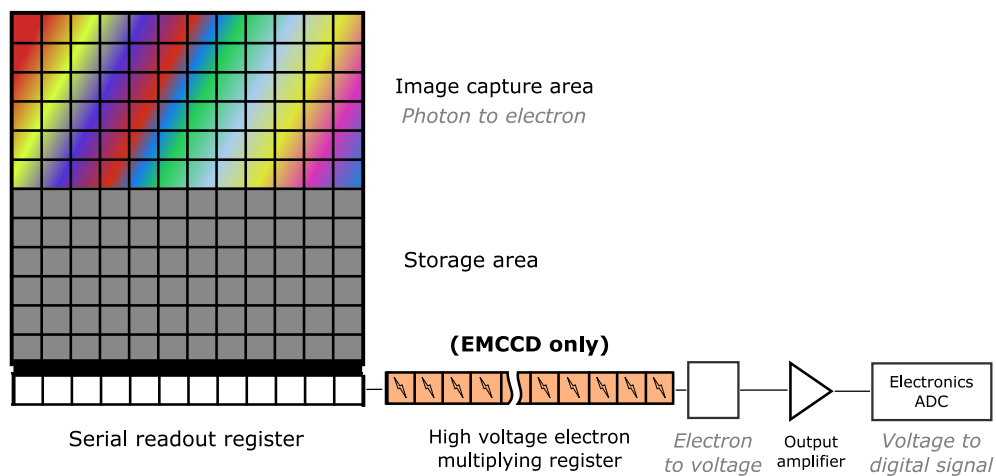 Image capture area
Photon to electron
Storage area
(EMCCD only)
Electronics
ADC
Serial readout register
High voltage electron
multiplying register
Electron
to voltage
Output
amplifier
Voltage to
digital signal